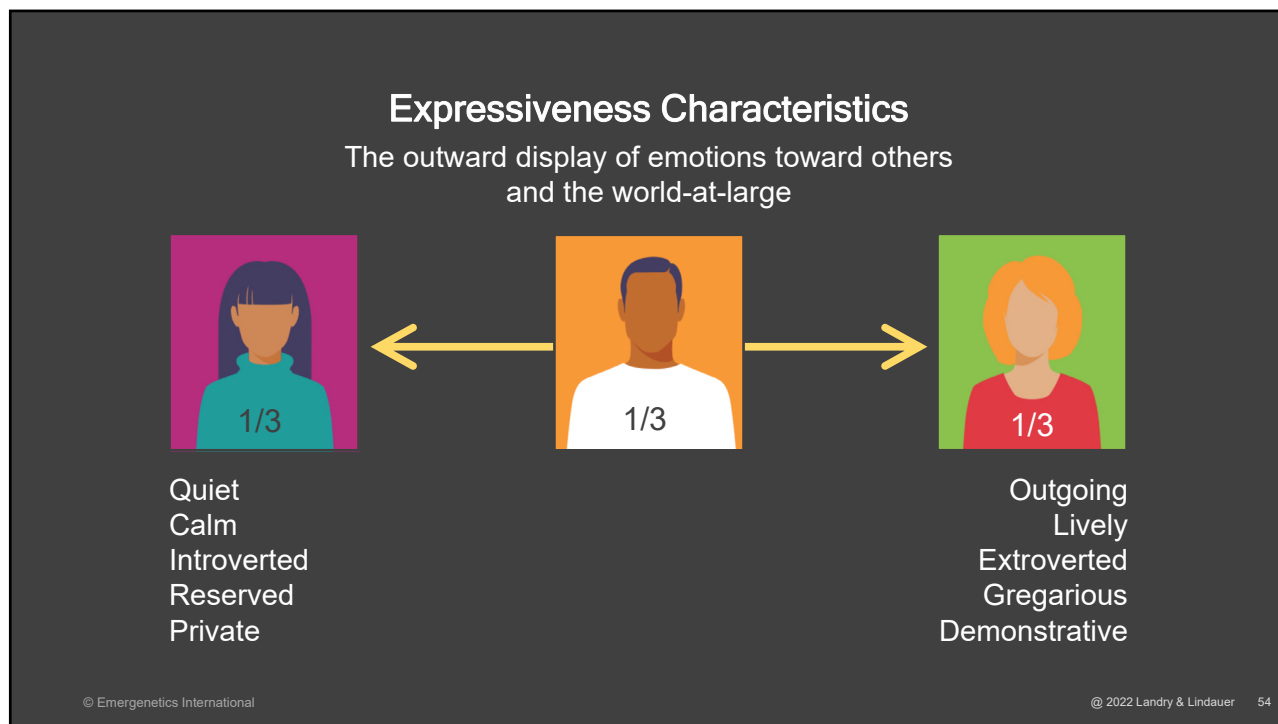 Expressiveness Characteristics
The outward display of emotions toward others
and the world-at-large
1/3
1/3
1/3
Quiet
Calm
Introverted
Reserved
Private
Outgoing
Lively
Extroverted
Gregarious
Demonstrative
© Emergenetics International
@ 2022 Landry & Lindauer 54